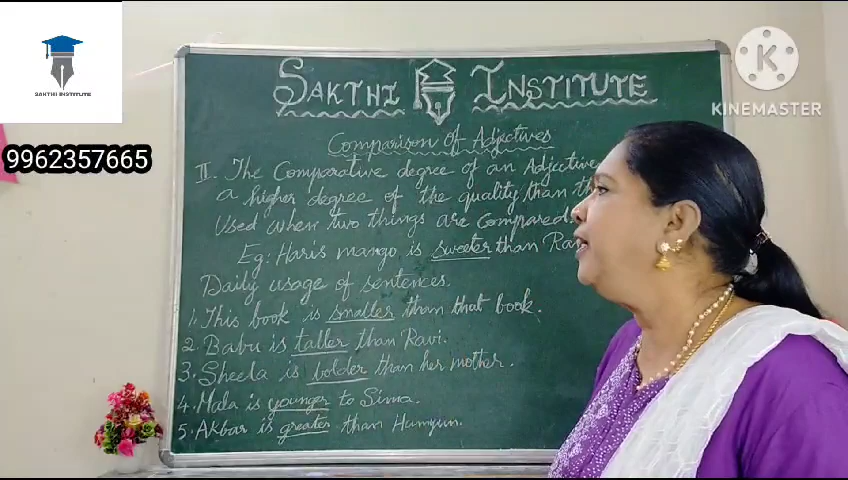 SAKTHI INSTITUTE
KINEMASTER
SAKTHI INSTITUTE
9962357665
Comparison of Adjectives
II. The Comparative degree of an Adjective
a higher degree of the quality than the
Used when two things are compared.
Eg: Haris mango is sweeter than
Daily usage of sentences.
1. This book is smaller than that book.
2. Babu is taller than Ravi.
3. Sheela is bolder than her mother.
4. Mala is younger to Sima.
5. Akbar is greater than Humyun.